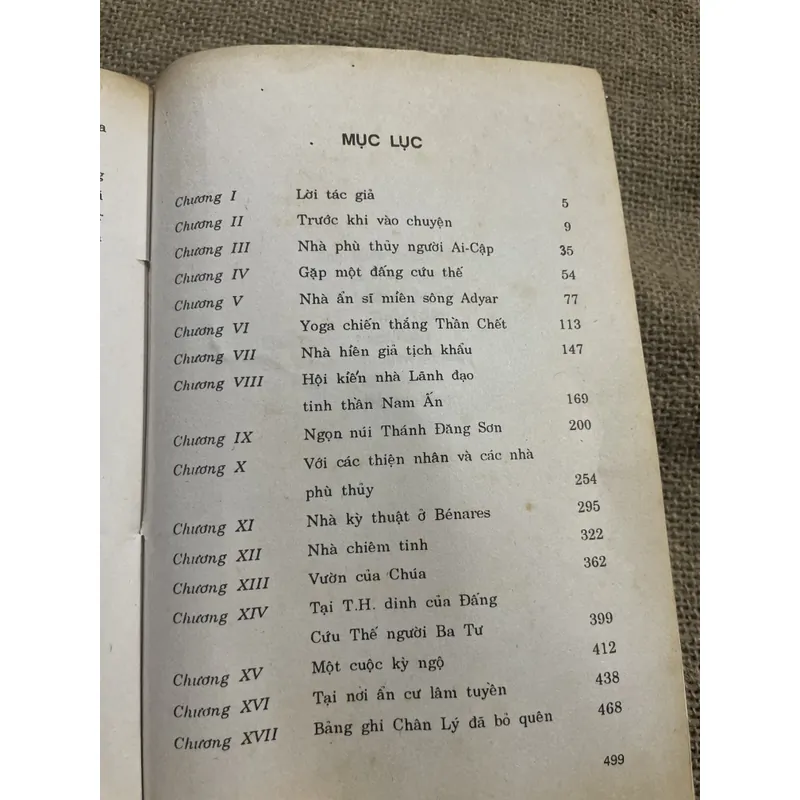 a
g
MỤC LỤC
Chương I Lời tác giả 5
Chương II Trước khi vào chuyện 9
Chương III Nhà phù thủy người Ai-Cập 35
Chương IV Gặp một đấng cứu thế 54
Chương V Nhà ẩn sĩ miền sông Adyar 77
Chương VI Yoga chiến thắng Thần Chết 113
Chương VII Nhà hiền giả tịch khẩu 147
Chương VIII Hội kiến nhà Lãnh đạo
tinh thần Nam Ấn 169
Chương IX Ngọn núi Thánh Đăng Sơn 200
Chương X Với các thiện nhân và các nhà
phù thủy 254
Chương XI Nhà kỳ thuật ở Bénares 295
Chương XII Nhà chiêm tinh 322
Chương XIII Vườn của Chúa 362
Chương XIV Tại T.H. dinh của Đấng
Cứu Thế người Ba Tư 399
Chương XV Một cuộc kỳ ngộ 412
Chương XVI Tại nơi ẩn cư lâm tuyền 438
Chương XVII Bảng ghi Chân Lý đã bỏ quên 468
499